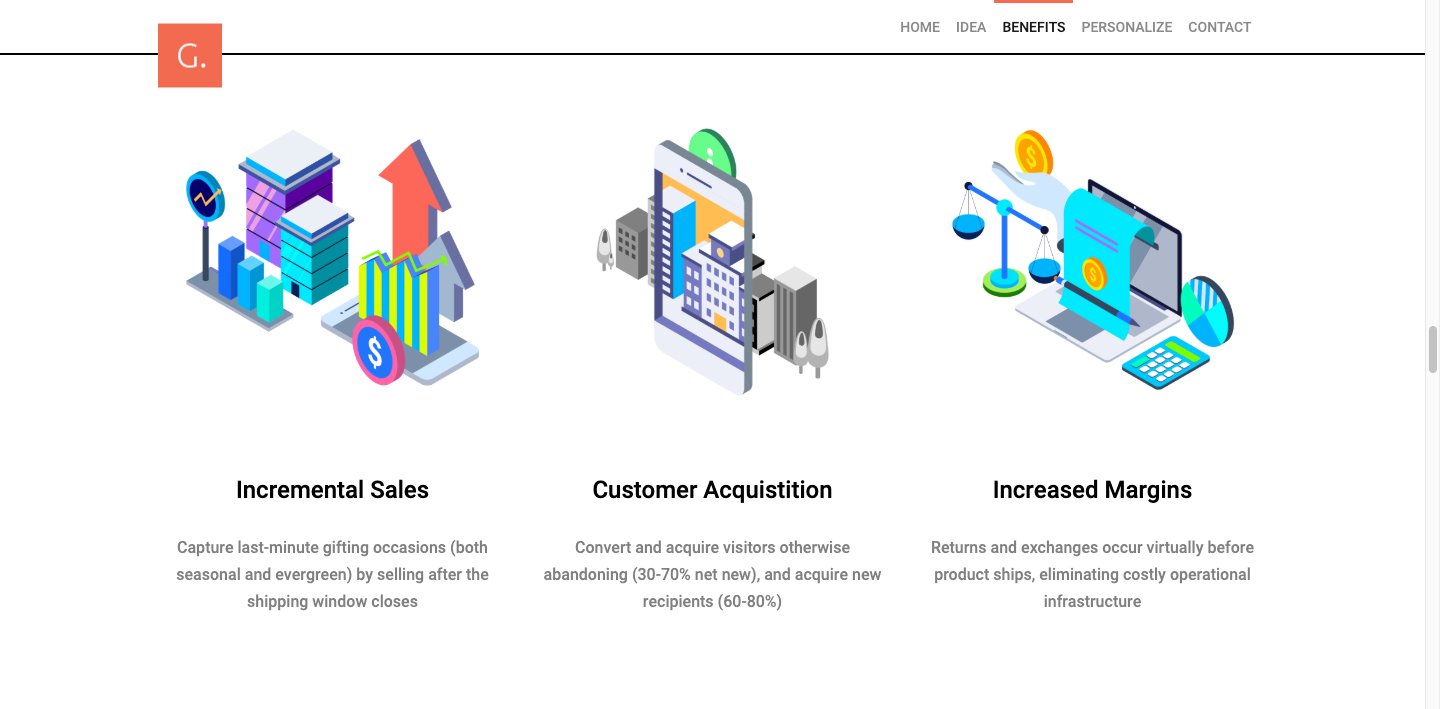 HOME IDEA BENEFITS PERSONALIZE CONTACT
G.
$
$
$
Incremental Sales
Capture last-minute gifting occasions (both
seasonal and evergreen) by selling after the
shipping window closes
Customer Acquistition
Convert and acquire visitors otherwise
abandoning (30-70% net new), and acquire new
recipients (60-80%)
Increased Margins
Returns and exchanges occur virtually before
product ships, eliminating costly operational
infrastructure